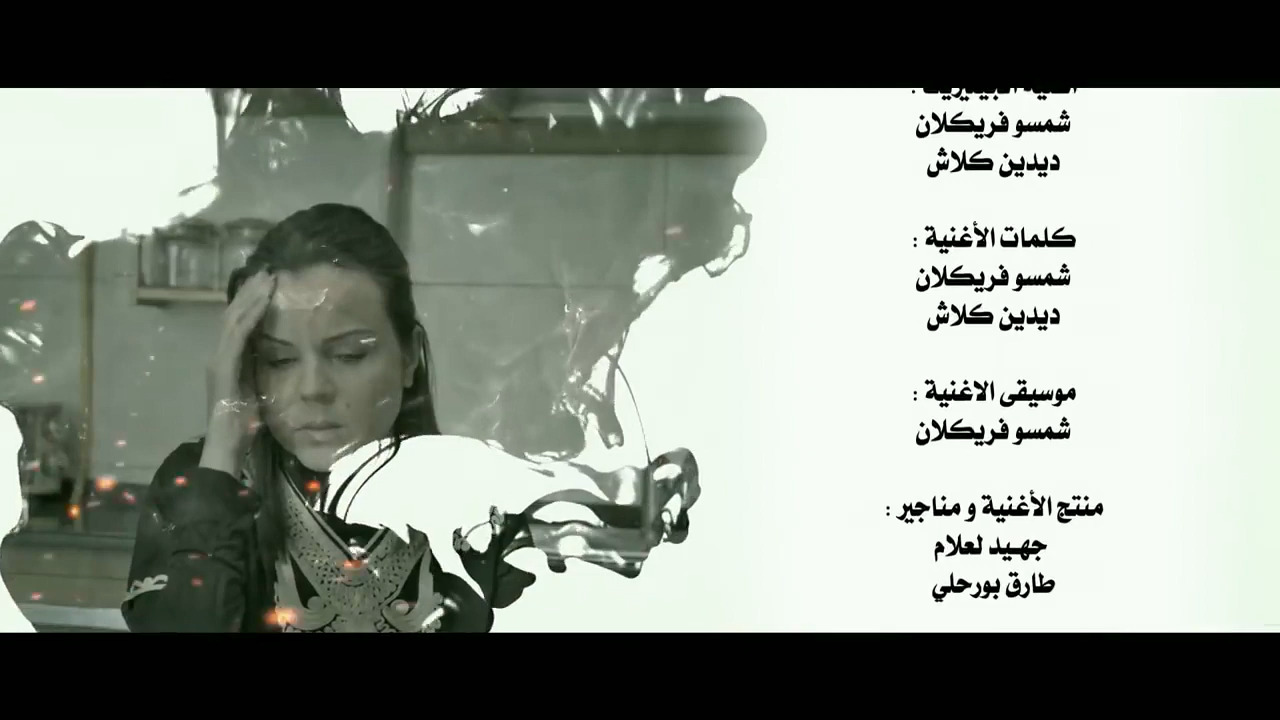 شمسو فريكلان
ديدين كلاش
كلمات الأغنية :
شمسو فريكلان
ديدين كلاش
موسيقى الاغنية :
شمسو فريكلان
منتج الأغنية و مناجير :
جهيد لعلام
طارق بورحلي